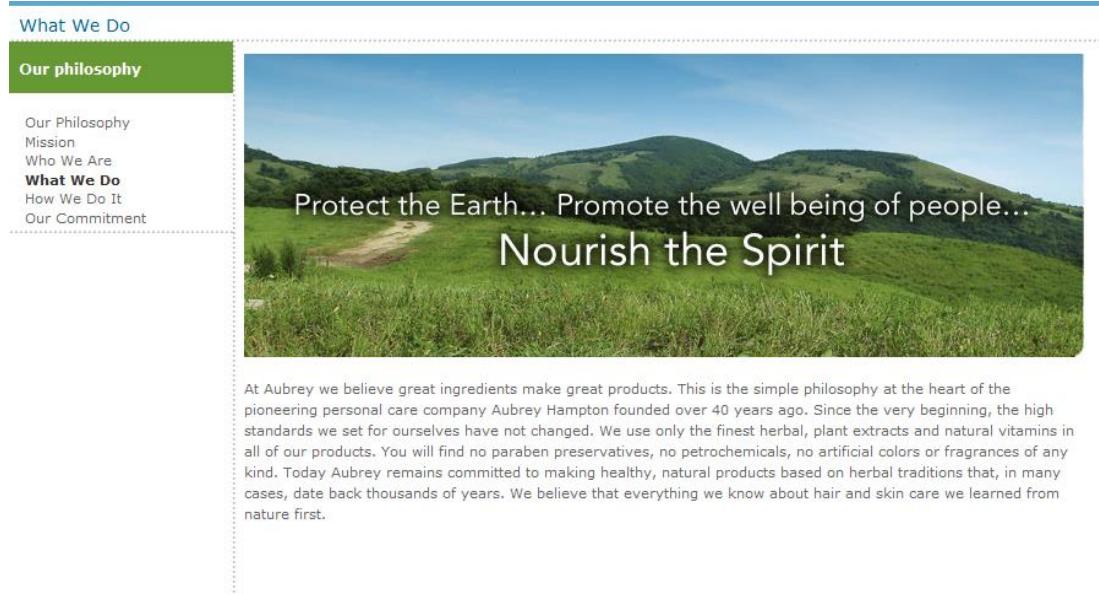 What We Do
Our philosophy
Our Philosophy
Mission
Who We Are
What We Do
How We Do It
Our Commitment
Protect the Earth... Promote the well being of people...
Nourish the Spirit
At Aubrey we believe great ingredients make great products. This is the simple philosophy at the heart of the
pioneering personal care company Aubrey Hampton founded over 40 years ago. Since the very beginning, the high
standards we set for ourselves have not changed. We use only the finest herbal, plant extracts and natural vitamins in
all of our products. You will find no paraben preservatives, no petrochemicals, no artificial colors or fragrances of any
kind. Today Aubrey remains committed to making healthy, natural products based on herbal traditions that, in many
cases, date back thousands of years. We believe that everything we know about hair and skin care we learned from
nature first.